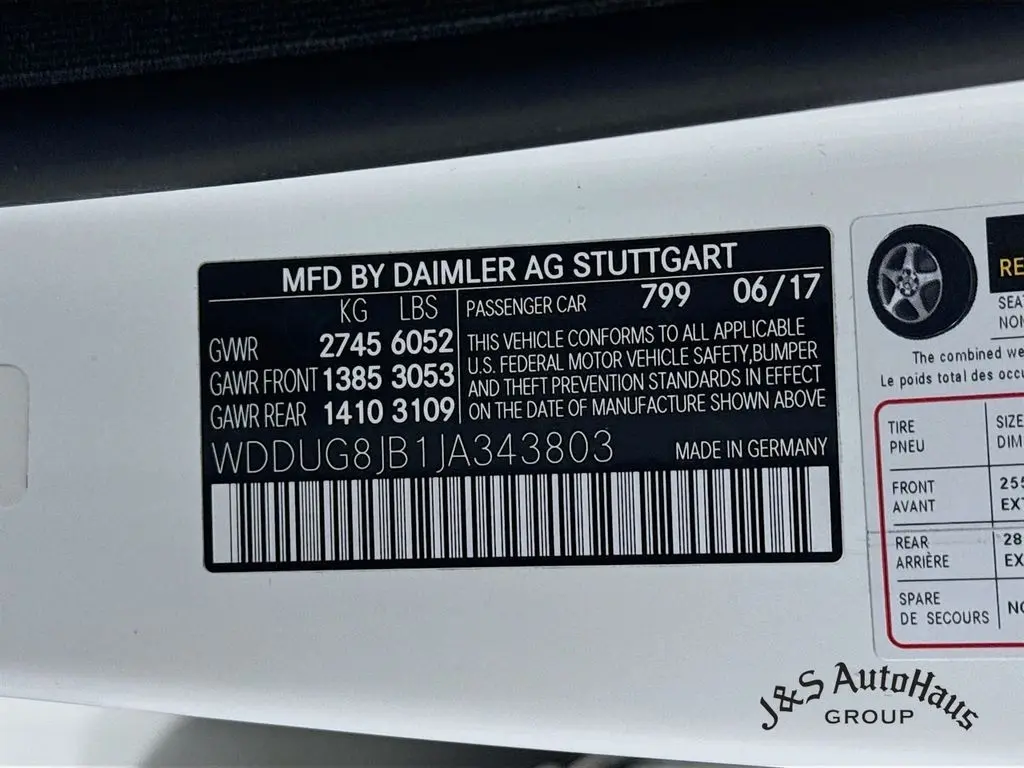 MFD BY DAIMLER AG STUTTGART
KG LBS
GVWR 2745 6052
GAWR FRONT 1385 3053
GAWR REAR 1410 3109
PASSENGER CAR 799 06/17
THIS VEHICLE CONFORMS TO ALL APPLICABLE
U.S. FEDERAL MOTOR VEHICLE SAFETY,BUMPER
AND THEFT PREVENTION STANDARDS IN EFFECT
ON THE DATE OF MANUFACTURE SHOWN ABOVE
WDDUG8JB1JA343803 MADE IN GERMANY
The combined
Le poids total des
TIRE
PNEU
FRONT 255
AVANT
REAR
ARRIÈRE
SPARE
DE SECOURS
J&S AutoHaus
GROUP